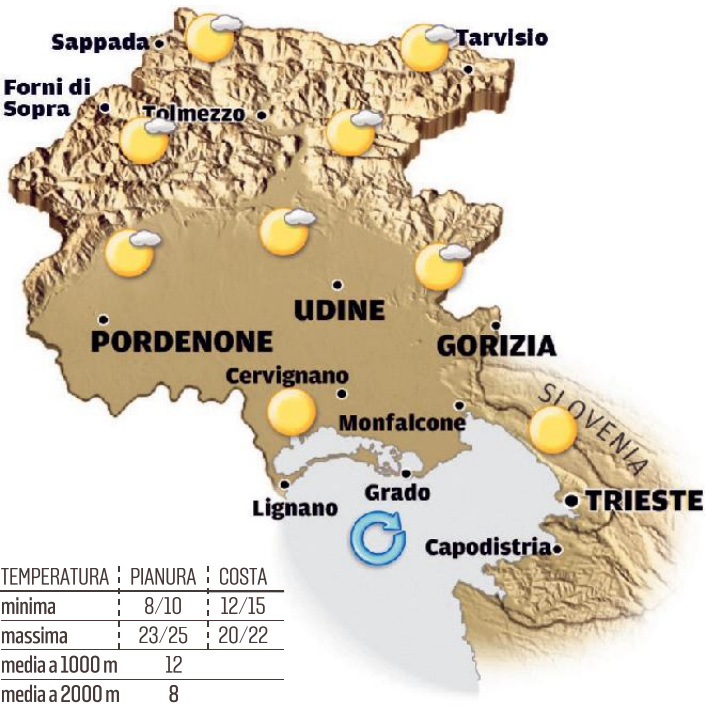 Sappada
Tarvisio
Forni di
Sopra
Tolmezzo
UDINE
PORDENONE
GORIZIA
Cervignano
SLOVENIA
Monfalcone
Grado
TRIESTE
Lignano
Capodistria
TEMPERATURA PIANURA COSTA
minima 8/10 12/15
massima 23/25 20/22
media a 1000 m 12
media a 2000 m 8